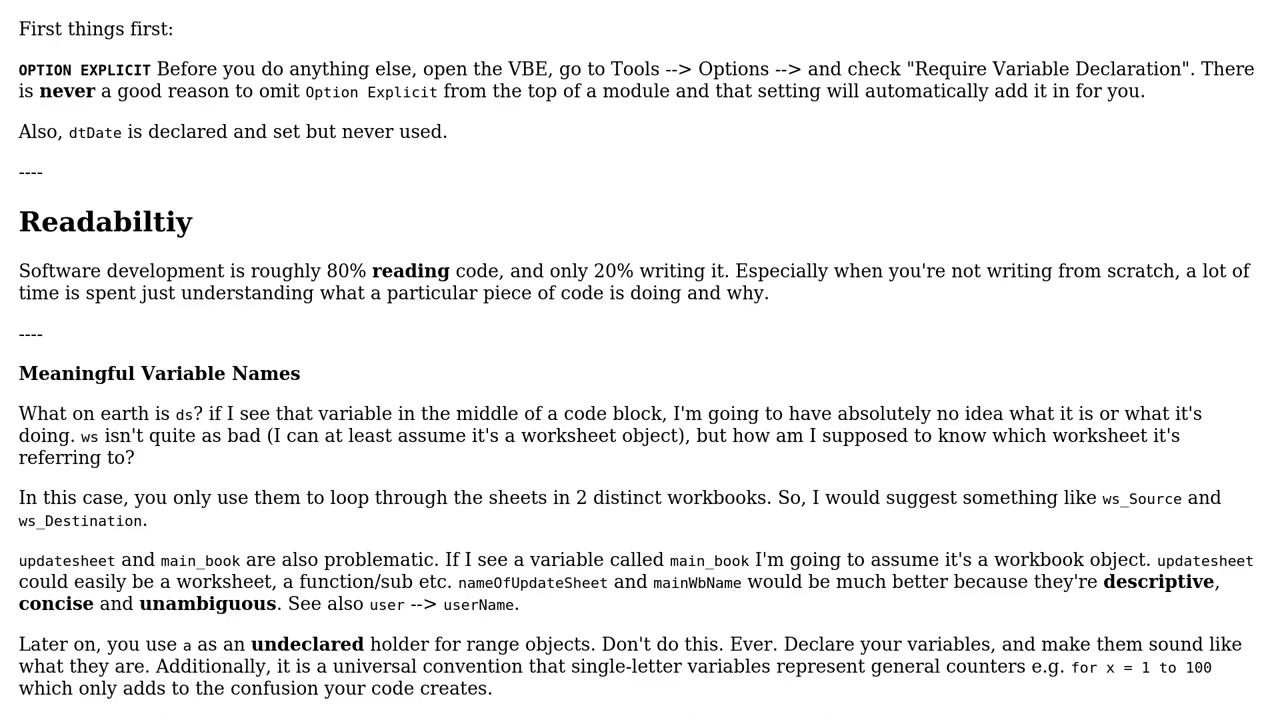 First things first:
OPTION EXPLICIT Before you do anything else, open the VBE, go to Tools --> Options --> and check "Require Variable Declaration". There
is never a good reason to omit Option Explicit from the top of a module and that setting will automatically add it in for you.
Also, dtDate is declared and set but never used.
----
Readabiltiy
Software development is roughly 80% reading code, and only 20% writing it. Especially when you're not writing from scratch, a lot of
time is spent just understanding what a particular piece of code is doing and why.
----
Meaningful Variable Names
What on earth is ds? if I see that variable in the middle of a code block, I'm going to have absolutely no idea what it is or what it's
doing. ws isn't quite as bad (I can at least assume it's a worksheet object), but how am I supposed to know which worksheet it's
referring to?
In this case, you only use them to loop through the sheets in 2 distinct workbooks. So, I would suggest something like ws_Source and
ws_Destination.
updatesheet and main_book are also problematic. If I see a variable called main_book I'm going to assume it's a workbook object. updatesheet
could easily be a worksheet, a function/sub etc. nameOfUpdateSheet and mainWbName would be much better because they're descriptive,
concise and unambiguous. See also user --> userName.
Later on, you use a as an undeclared holder for range objects. Don't do this. Ever. Declare your variables, and make them sound like
what they are. Additionally, it is a universal convention that single-letter variables represent general counters e.g. for x = 1 to 100
which only adds to the confusion your code creates.